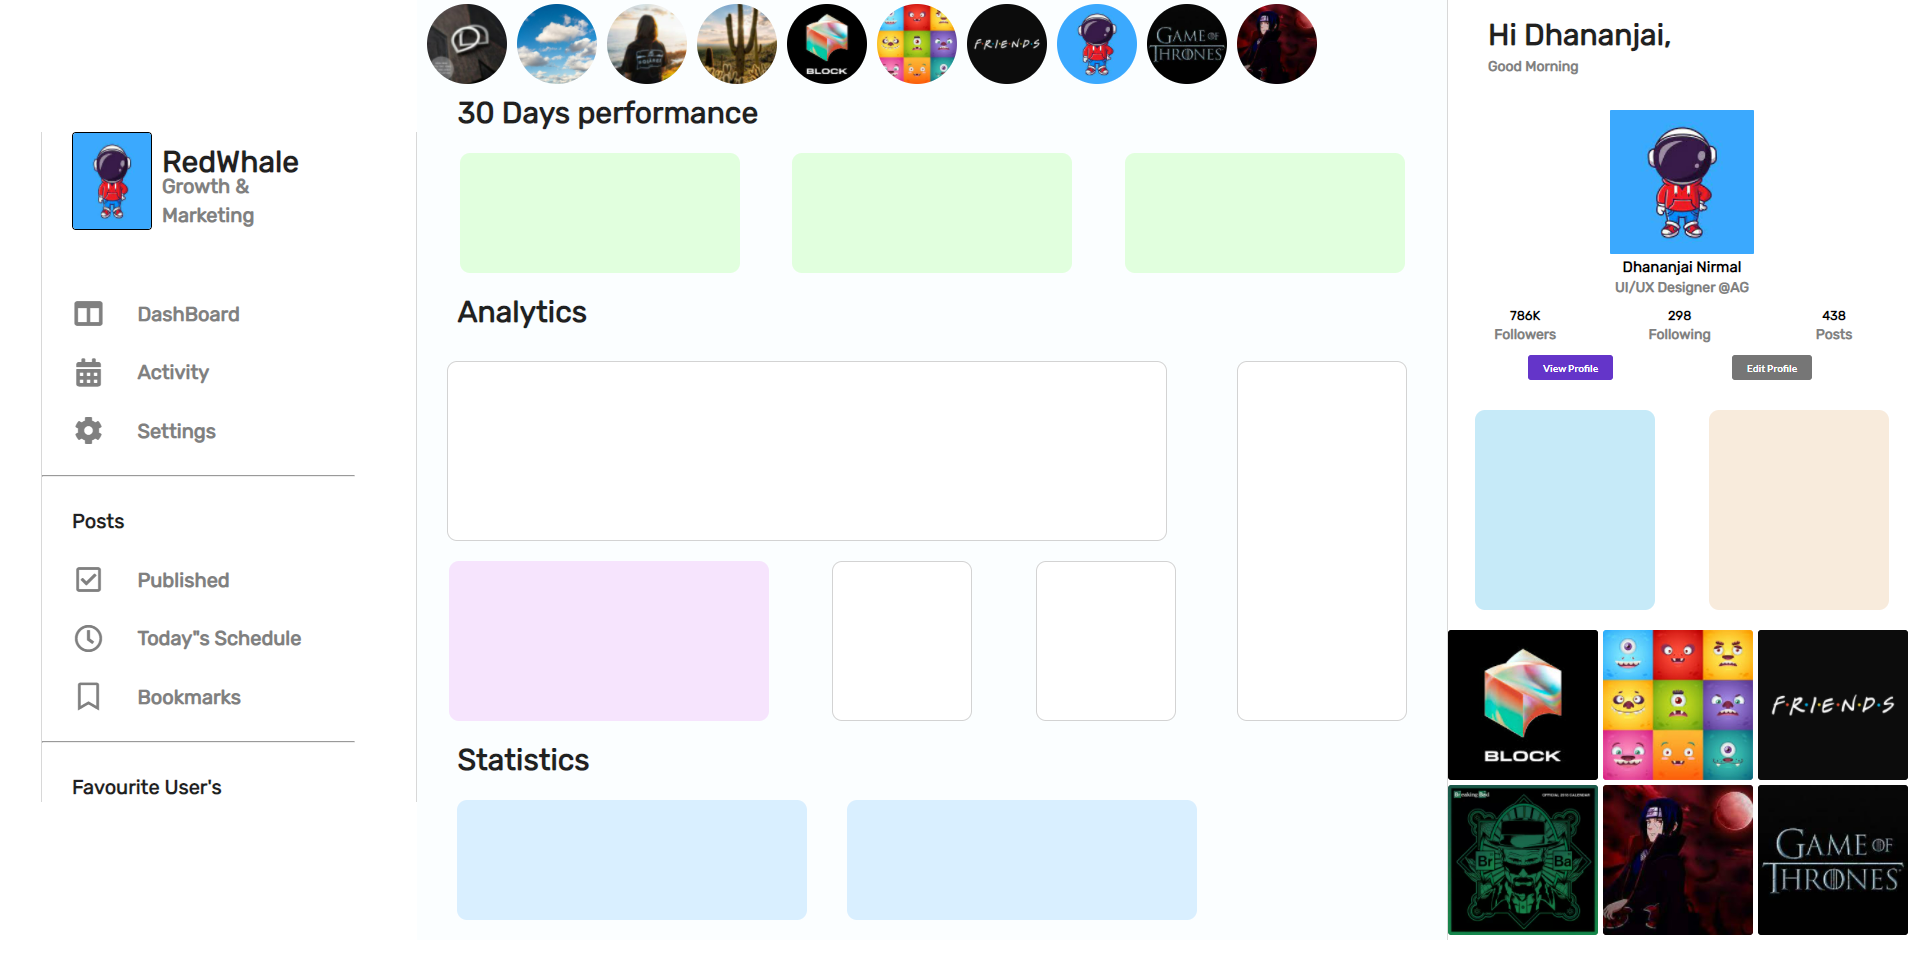 BLOCK
F·R·I·E·N·D·S
GAME OF
THRONES
30 Days performance
RedWhale
Growth &
Marketing
DashBoard
Activity
Settings
Posts
Published
Today"s Schedule
Bookmarks
Favourite User's
Analytics
Statistics
Hi Dhananjai,
Good Morning
Dhananjai Nirmal
UI/UX Designer @AG
786K
Followers
298
Following
438
Posts
View Profile
Edit Profile
BLOCK
F·R·I·E·N·D·S
Breaking Bad
Br
Ba
GAME OF
THRONES